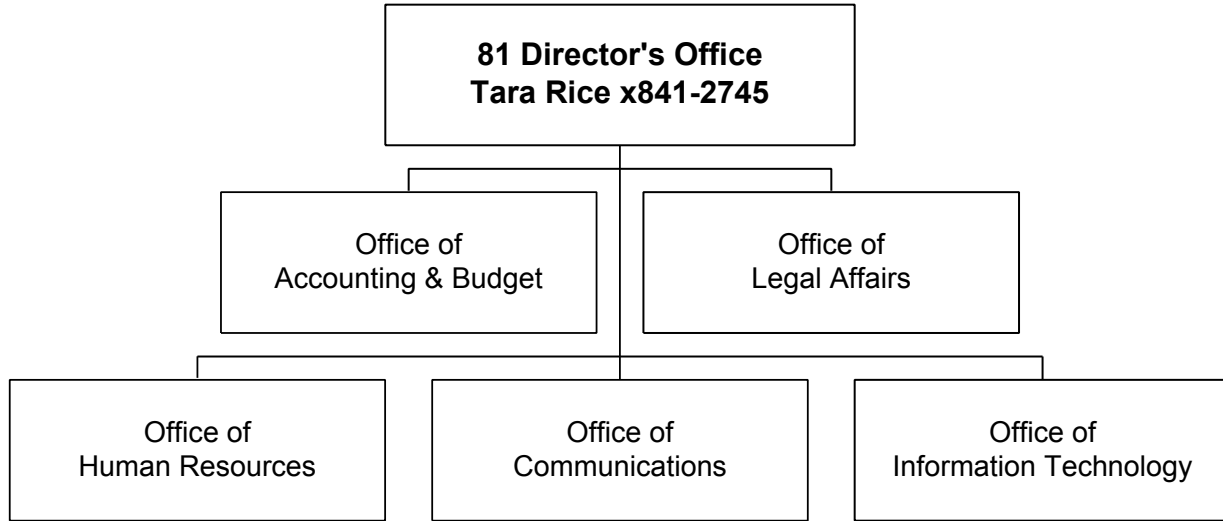 81 Director's Office
Tara Rice x841-2745
Office of
Accounting & Budget
Office of
Legal Affairs
Office of
Human Resources
Office of
Communications
Office of
Information Technology